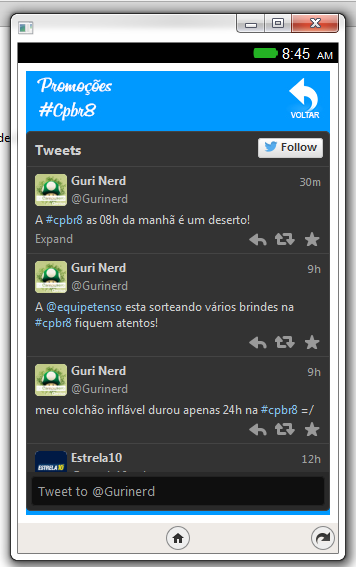 8:45 AM
Promoções
#Cpbr8
VOLTAR
de
Tweets
Follow
Guri Nerd
30m
@Gurinerd
A #cpbr8 as 08h da manhã é um deserto!
Expand
Guri Nerd
9h
@Gurinerd
A @equipetenso esta sorteando vários brindes na
#cpbr8 fiquem atentos!
Guri Nerd
9h
@Gurinerd
meu colchão inflável durou apenas 24h na #cpbr8 =/
Estrela10
12h
ESTRELA 10
Tweet to @Gurinerd